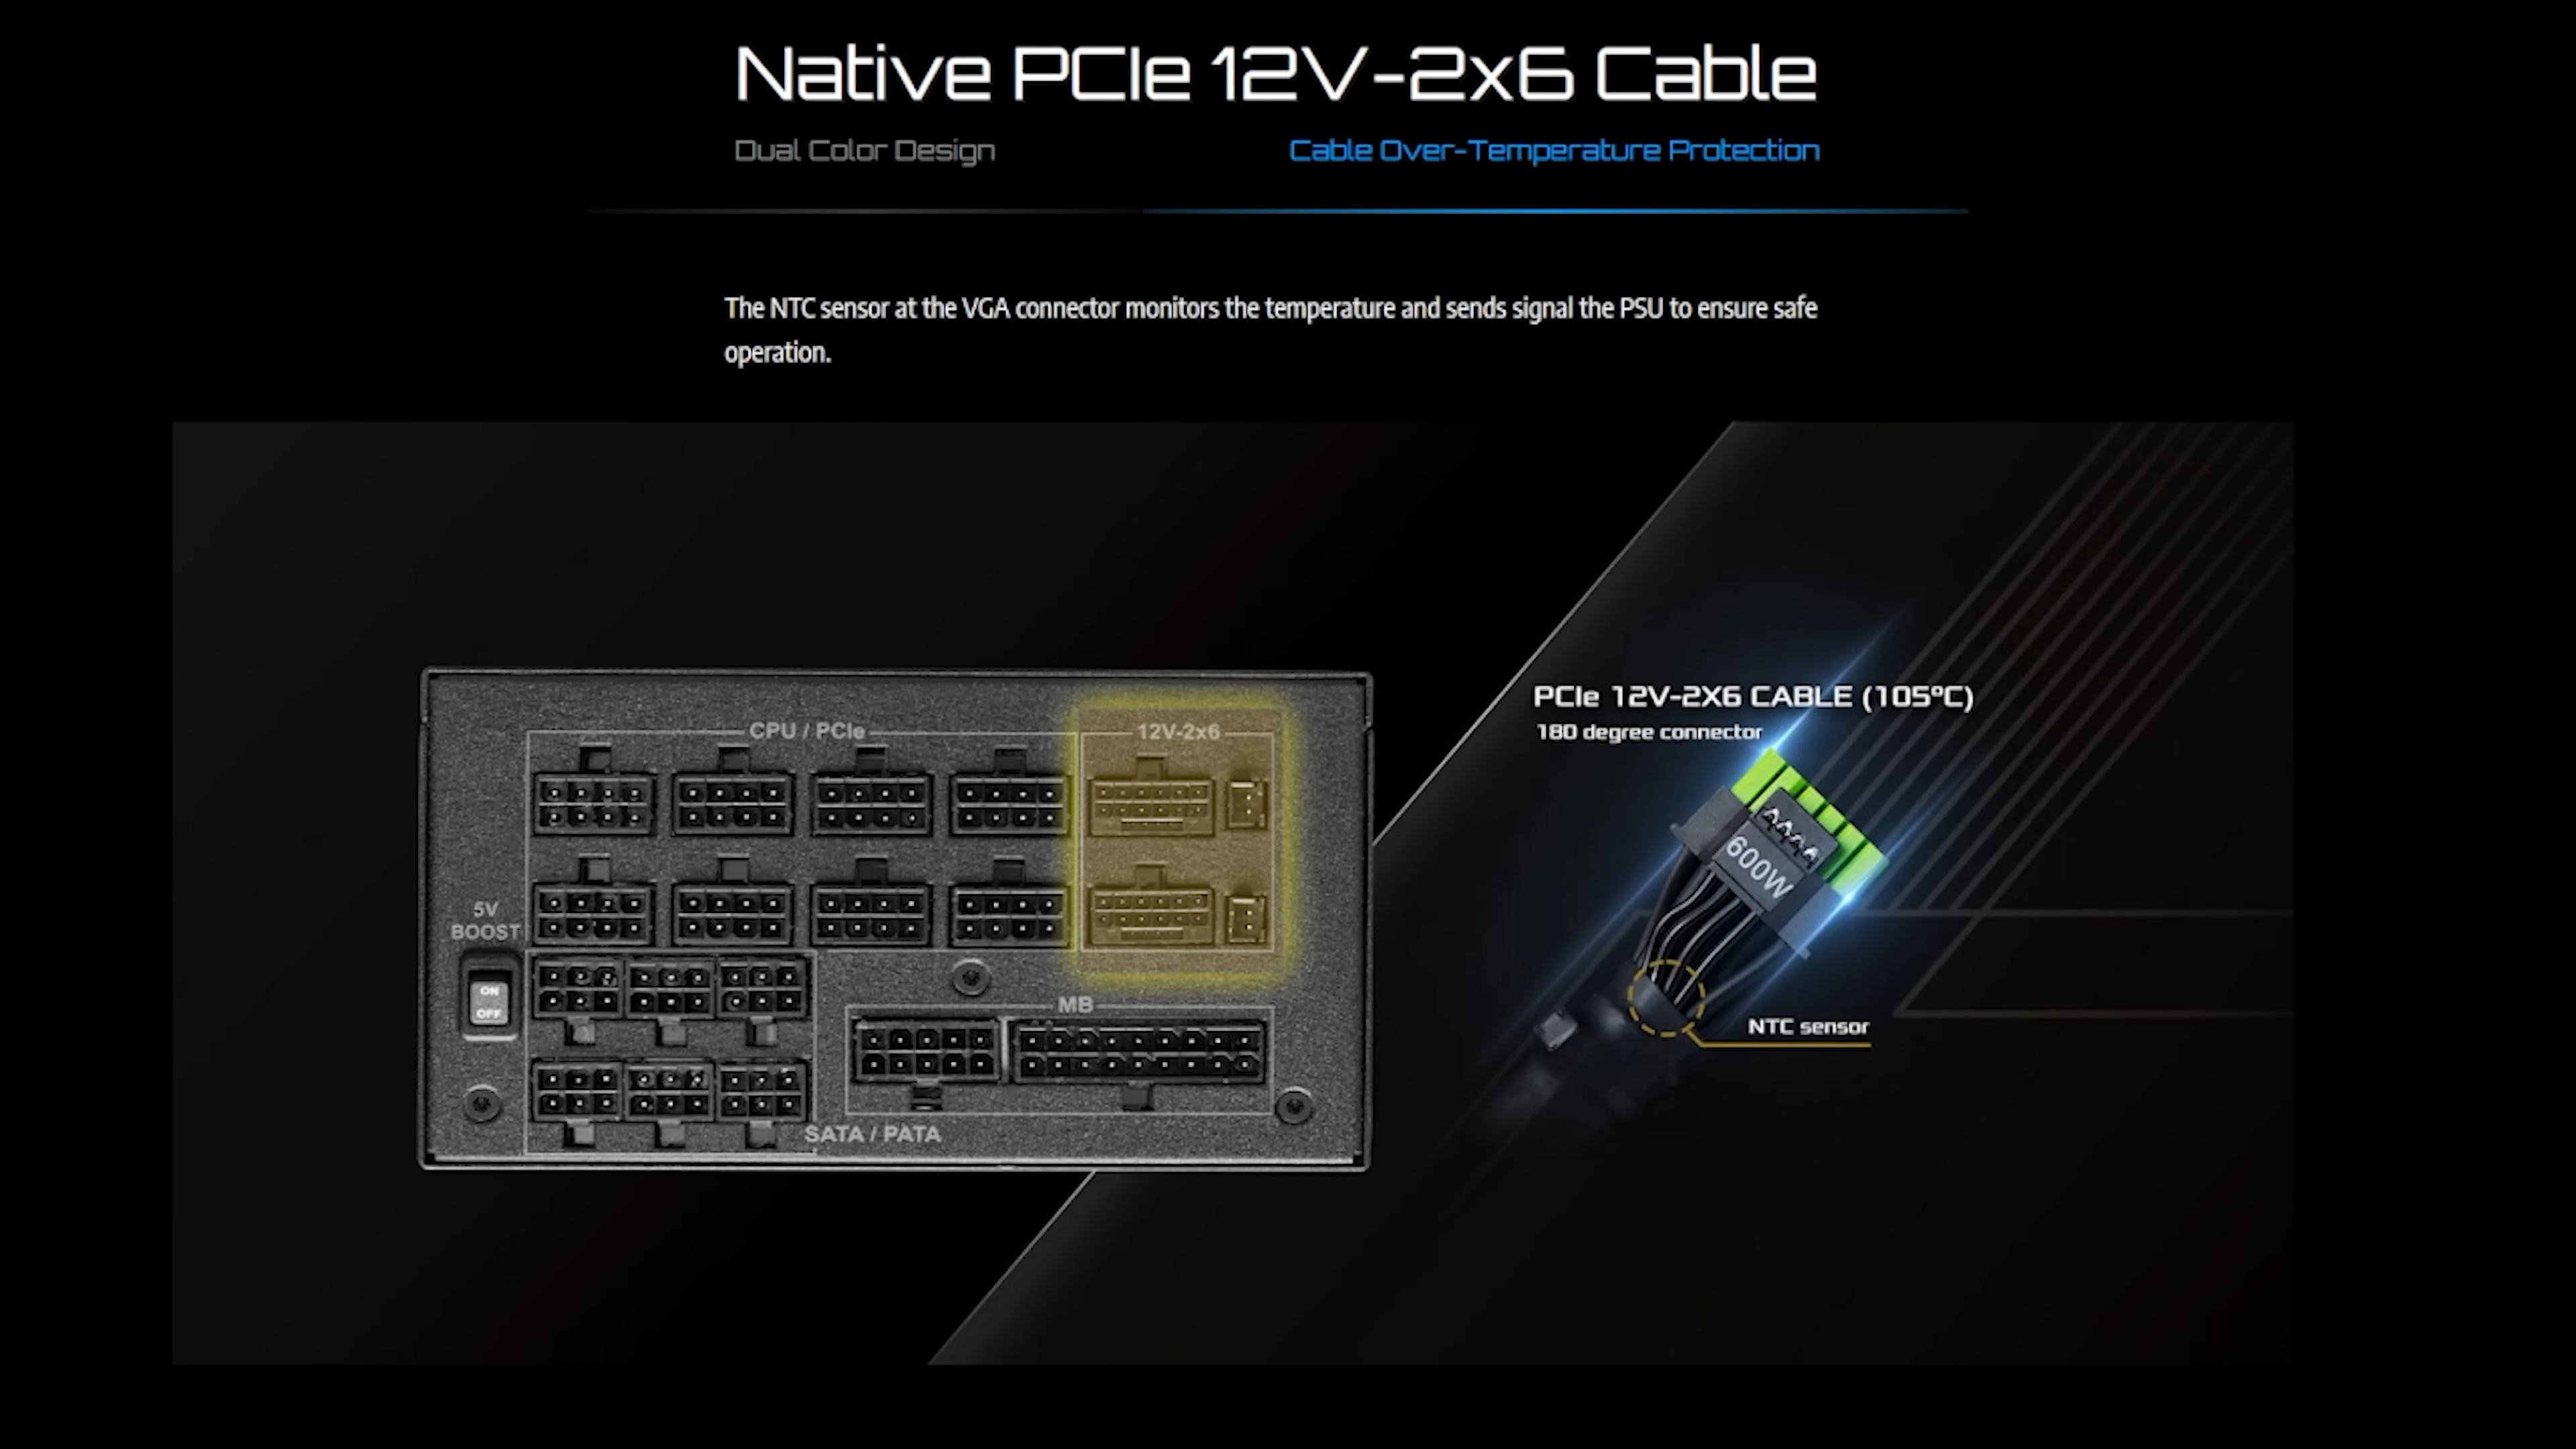 Native PCIe 12V-2x6 Cable
Dual Color Design
Cable Over-Temperature Protection
The NTC sensor at the VGA connector monitors the temperature and sends signal the PSU to ensure safe
operation.
CPU / PCIe
12V-2x6
5V
BOOST
ON
OFF
MB
SATA / PATA
PCIe 12V-2X6 CABLE (105ºC)
180 degree connector
600W
NTC sensor